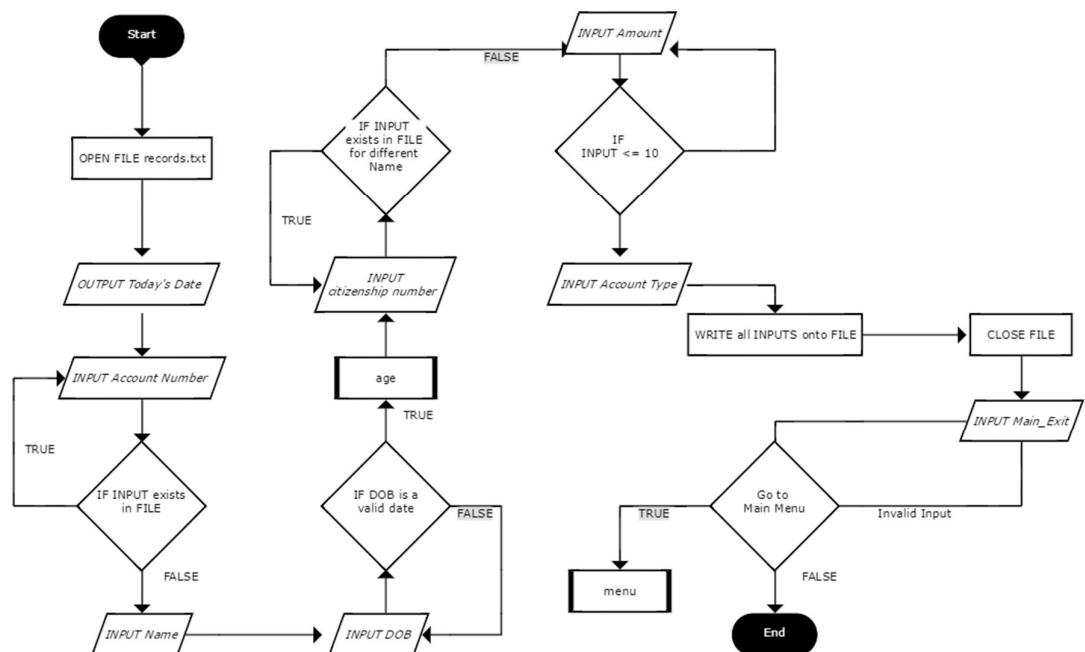 Start
OPEN FILE records.txt
OUTPUT Today's Date
INPUT Account Number
TRUE
IF INPUT exists
in FILE
FALSE
INPUT Name
INPUT DOB
IF DOB is a
valid date
FALSE
TRUE
age
INPUT
citizenship number
TRUE
IF INPUT
exists in FILE
for different
Name
FALSE
INPUT Amount
IF
INPUT <= 10
INPUT Account Type
WRITE all INPUTS onto FILE
CLOSE FILE
INPUT Main_Exit
Go to
Main Menu
Invalid Input
TRUE
menu
FALSE
End